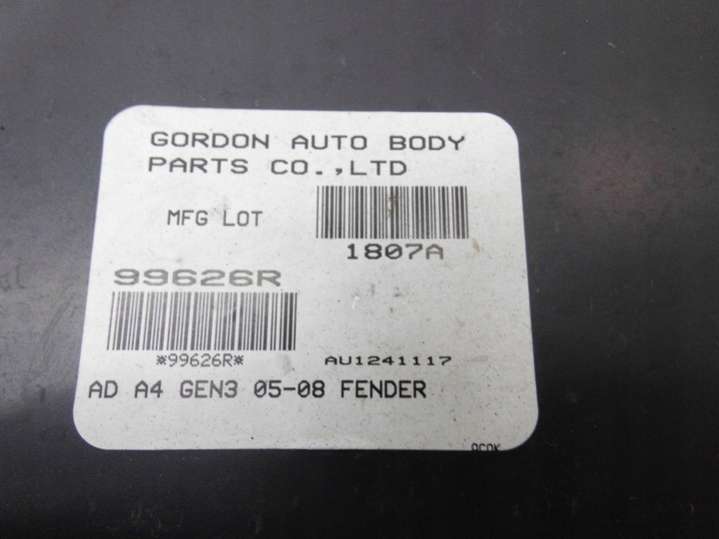 GORDON AUTO BODY
PARTS CO.,LTD
MFG LOT
1807A
99626R
*99626R*
AU1241117
AD A4 GEN3 05-08 FENDER